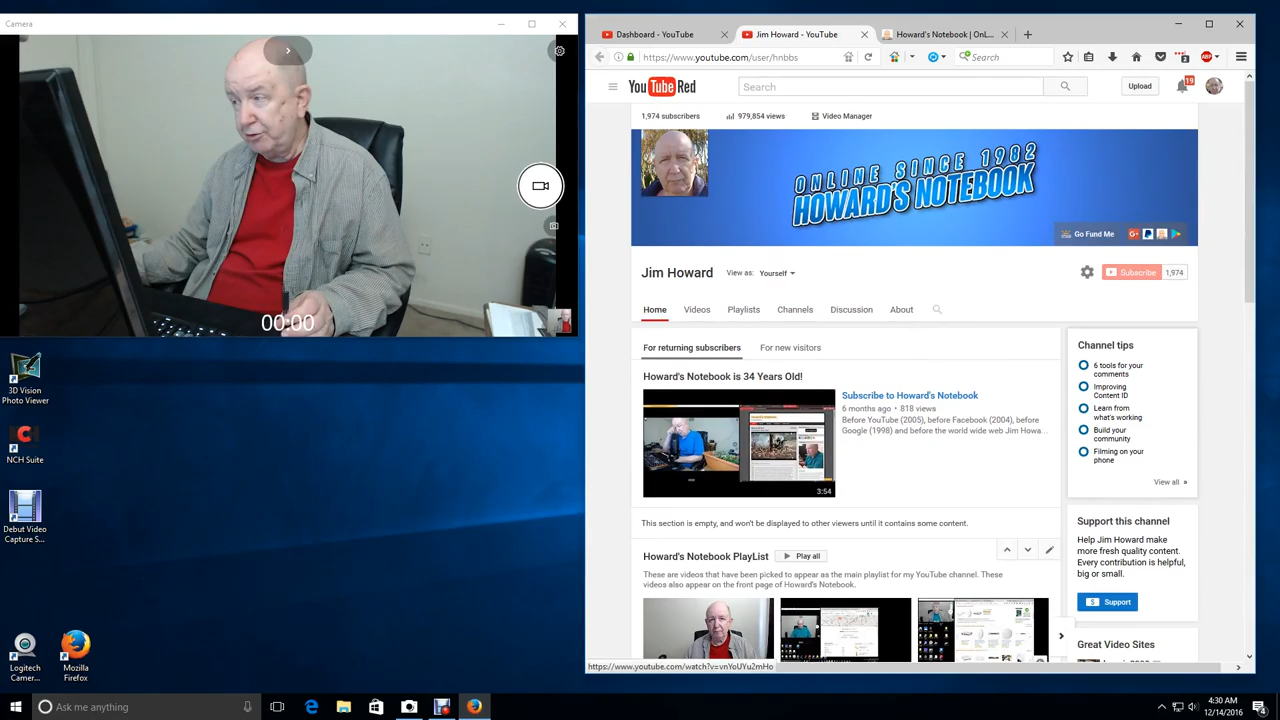 Camera
00:00
3D Vision
Photo Viewer
NCH Suite
Debut Video
Capture S...
Logitech
Camer...
Mozilla
Firefox
Dashboard - YouTube
Jim Howard - YouTube
Howard's Notebook | OnL...
https://www.youtube.com/user/hnbbs
Search
YouTube Red
Search
Upload
19
1,974 subscribers
979,854 views
Video Manager
ONLINE SINCE 1982
HOWARD'S NOTEBOOK
Go Fund Me
Jim Howard
View as:
Yourself
Subscribe
1,974
Home
Videos
Playlists
Channels
Discussion
About
For returning subscribers
For new visitors
Howard's Notebook is 34 Years Old!
3:54
Subscribe to Howard's Notebook
6 months ago • 818 views
Before YouTube (2005), before Facebook (2004), before
Google (1998) and before the world wide web Jim Howa...
This section is empty, and won't be displayed to other viewers until it contains some content.
Howard's Notebook PlayList
Play all
These are videos that have been picked to appear as the main playlist for my YouTube channel. These
videos also appear on the front page of Howard's Notebook.
Channel tips
6 tools for your
comments
Improving
Content ID
Learn from
what's working
Build your
community
Filming on your
phone
View all »
Support this channel
Help Jim Howard make
more fresh quality content.
Every contribution is helpful,
big or small.
Support
Great Video Sites
https://www.youtube.com/watch?v=vnYoUYu2mHo
Ask me anything
4:30 AM
12/14/2016
4